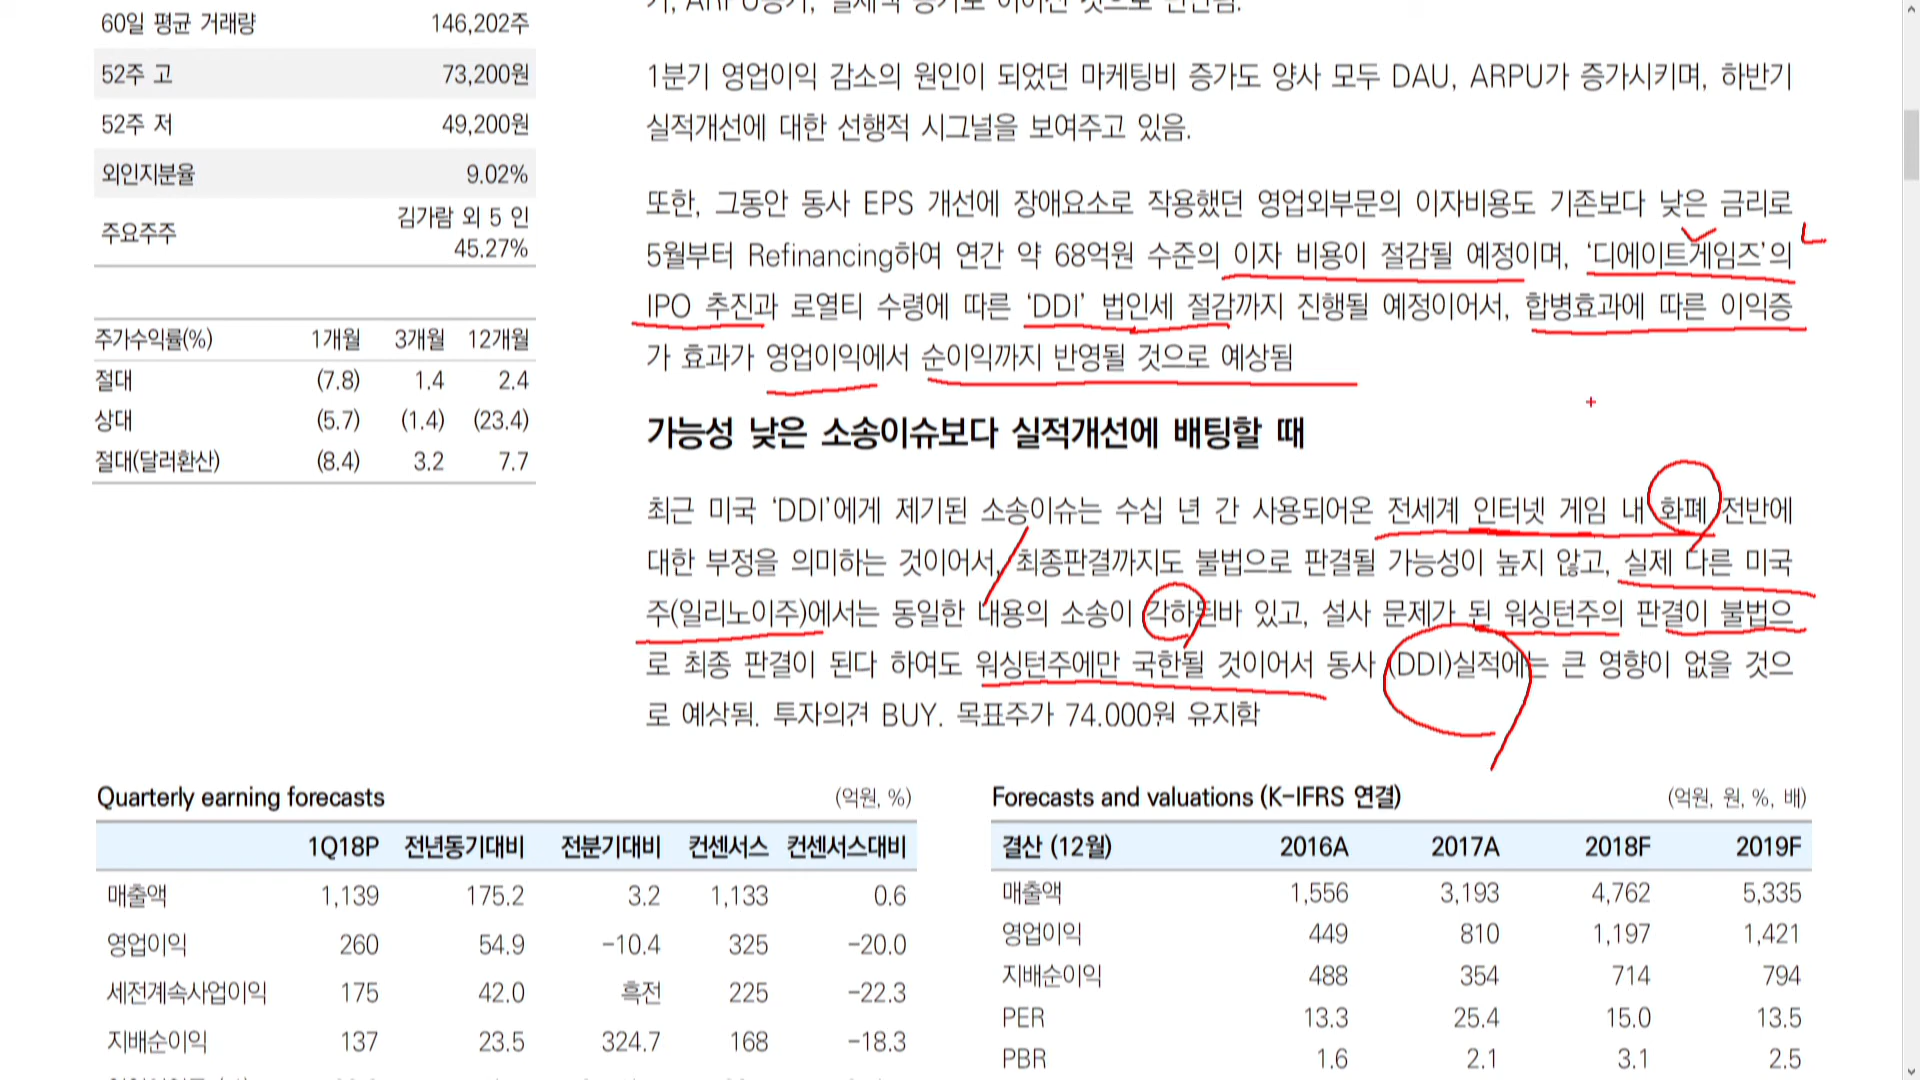 60일 평균 거래량 146,202주
52주 고 73,200원
52주 저 49,200원
외인지분율 9.02%
주요주주 김가람 외 5 인
45.27%
주가수익률(%) 1개월 3개월 12개월
절대 (7.8) 1.4 2.4
상대 (5.7) (1.4) (23.4)
절대(달러환산) (8.4) 3.2 7.7
1분기 영업이익 감소의 원인이 되었던 마케팅비 증가도 양사 모두 DAU, ARPU가 증가시키며, 하반기
실적개선에 대한 선행적 시그널을 보여주고 있음.
또한, 그동안 동사 EPS 개선에 장애요소로 작용했던 영업외부문의 이자비용도 기존보다 낮은 금리로
5월부터 Refinancing하여 연간 약 68억원 수준의 이자 비용이 절감될 예정이며, ‘디에이트게임즈’의
IPO 추진과 로열티 수령에 따른 ‘DDI’ 법인세 절감까지 진행될 예정이어서, 합병효과에 따른 이익증
가 효과가 영업이익에서 순이익까지 반영될 것으로 예상됨
가능성 낮은 소송이슈보다 실적개선에 배팅할 때
최근 미국 ‘DDI’에게 제기된 소송이슈는 수십 년 간 사용되어온 전세계 인터넷 게임 내 화폐 전반에
대한 부정을 의미하는 것이어서, 최종판결까지도 불법으로 판결될 가능성이 높지 않고, 실제 다른 미국
주(일리노이주)에서는 동일한 내용의 소송이 각하된바 있고, 설사 문제가 된 워싱턴주의 판결이 불법으
로 최종 판결이 된다 하여도 워싱턴주에만 국한될 것이어서 동사 (DDI)실적에는 큰 영향이 없을 것으
로 예상됨. 투자의견 BUY. 목표주가 74.000원 유지함
Quarterly earning forecasts (억원, %)
1Q18P 전년동기대비 전분기대비 컨센서스 컨센서스대비
매출액 1,139 175.2 3.2 1,133 0.6
영업이익 260 54.9 -10.4 325 -20.0
세전계속사업이익 175 42.0 흑전 225 -22.3
지배순이익 137 23.5 324.7 168 -18.3
Forecasts and valuations (K-IFRS 연결) (억원, 원, %, 배)
결산 (12월) 2016A 2017A 2018F 2019F
매출액 1,556 3,193 4,762 5,335
영업이익 449 810 1,197 1,421
지배순이익 488 354 714 794
PER 13.3 25.4 15.0 13.5
PBR 1.6 2.1 3.1 2.5